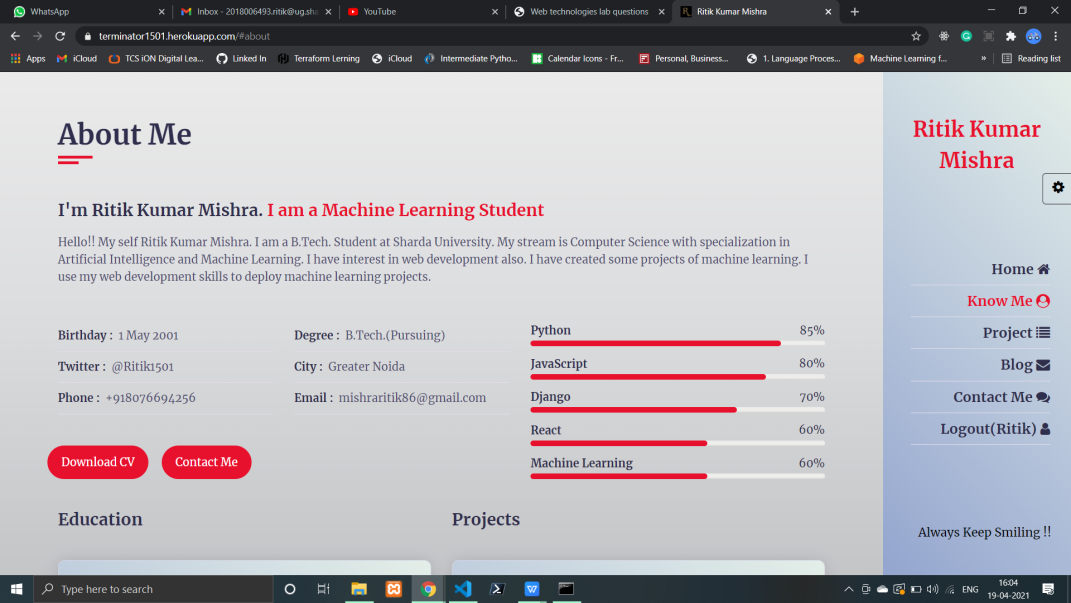 WhatsApp
Inbox - 2018006493.ritik@ug.sha
YouTube
Web technologies lab questions
Ritik Kumar Mishra
terminator1501.herokuapp.com/#about
Apps
iCloud
TCS iON Digital Lea...
Linked In
Terraform Lerning
iCloud
Intermediate Pytho...
Calendar Icons - Fr...
Personal, Business...
1. Language Proces...
Machine Learning f...
»
Reading list
About Me
I'm Ritik Kumar Mishra. I am a Machine Learning Student
Hello!! My self Ritik Kumar Mishra. I am a B.Tech. Student at Sharda University. My stream is Computer Science with specialization in
Artificial Intelligence and Machine Learning. I have interest in web development also. I have created some projects of machine learning. I
use my web development skills to deploy machine learning projects.
Birthday : 1 May 2001
Degree : B.Tech.(Pursuing)
Twitter : @Ritik1501
City : Greater Noida
Phone : +918076694256
Email : mishraritik86@gmail.com
Python 85%
JavaScript 80%
Django 70%
React 60%
Machine Learning 60%
Download CV
Contact Me
Education
Projects
Ritik Kumar
Mishra
Home
Know Me
Project
Blog
Contact Me
Logout(Ritik)
Always Keep Smiling !!
Type here to search
ENG
16:04
19-04-2021